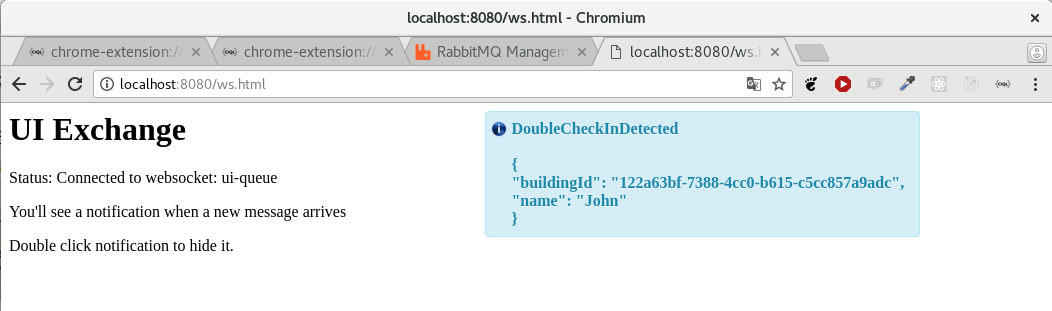 localhost:8080/ws.html - Chromium
chrome-extension://
chrome-extension://
RabbitMQ Managem
localhost:8080/ws.h
localhost:8080/ws.html
UI Exchange
Status: Connected to websocket: ui-queue
You'll see a notification when a new message arrives
Double click notification to hide it.
DoubleCheckInDetected
{
"buildingId": "122a63bf-7388-4cc0-b615-c5cc857a9adc",
"name": "John"
}